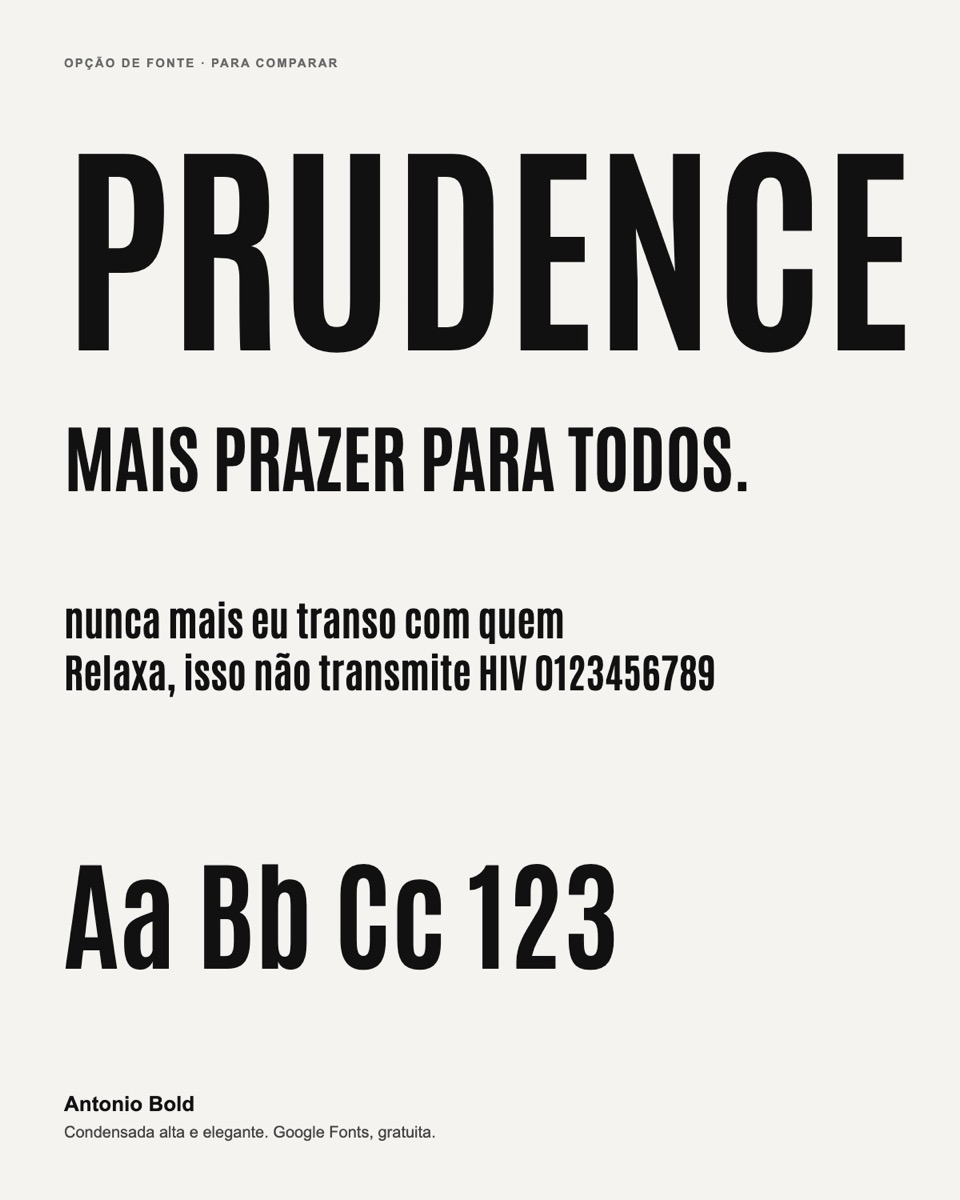 OPÇÃO DE FONTE · PARA COMPARAR
PRUDENCE
MAIS PRAZER PARA TODOS.
nunca mais eu transo com quem
Relaxa, isso não transmite HIV 0123456789
Aa Bb Cc 123
Antonio Bold
Condensada alta e elegante. Google Fonts, gratuita.